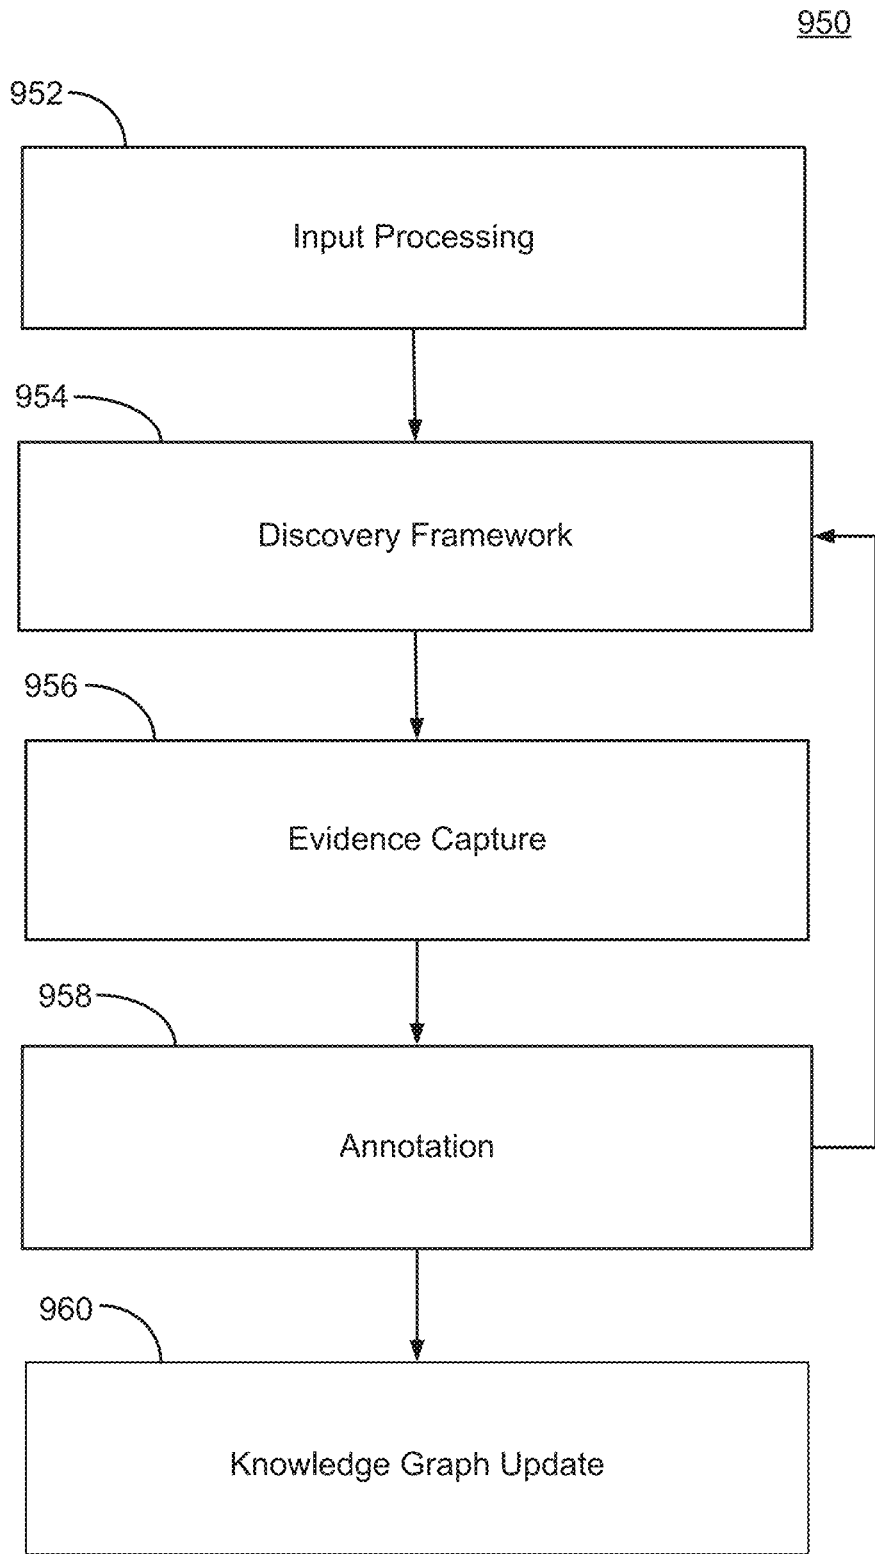 950
952
Input Processing
954
Discovery Framework
956
Evidence Capture
958
Annotation
960
Knowledge Graph Update